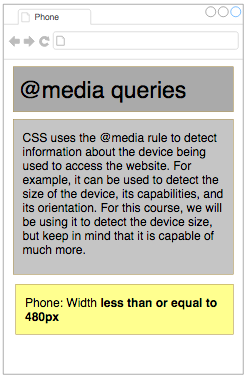 Phone
@media queries
CSS uses the @media rule to detect
information about the device being
used to access the website. For
example, it can be used to detect the
size of the device, its capabilities, and
its orientation. For this course, we will
be using it to detect the device size,
but keep in mind that it is capable of
much more.
Phone: Width less than or equal to
480px